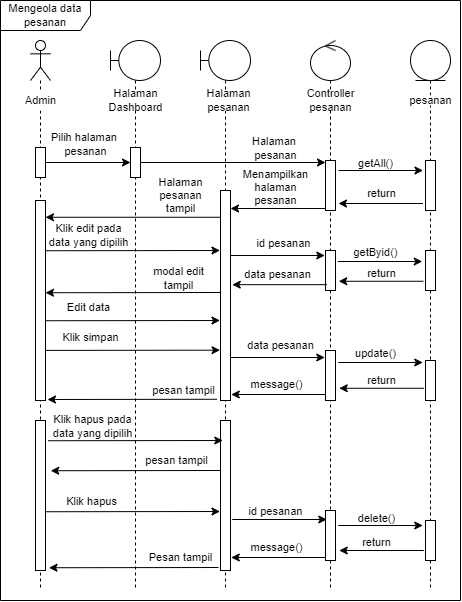 Mengeola data
pesanan
Admin
Halaman
Dashboard
Halaman
pesanan
Controller
pesanan
pesanan
Pilih halaman
pesanan
Halaman
pesanan
getAll()
return
Menampilkan
halaman
pesanan
Halaman
pesanan
tampil
Klik edit pada
data yang dipilih
id pesanan
getByid()
return
data pesanan
modal edit
tampil
Edit data
Klik simpan
data pesanan
update()
return
message()
pesan tampil
Klik hapus pada
data yang dipilih
pesan tampil
Klik hapus
id pesanan
delete()
return
message()
Pesan tampil